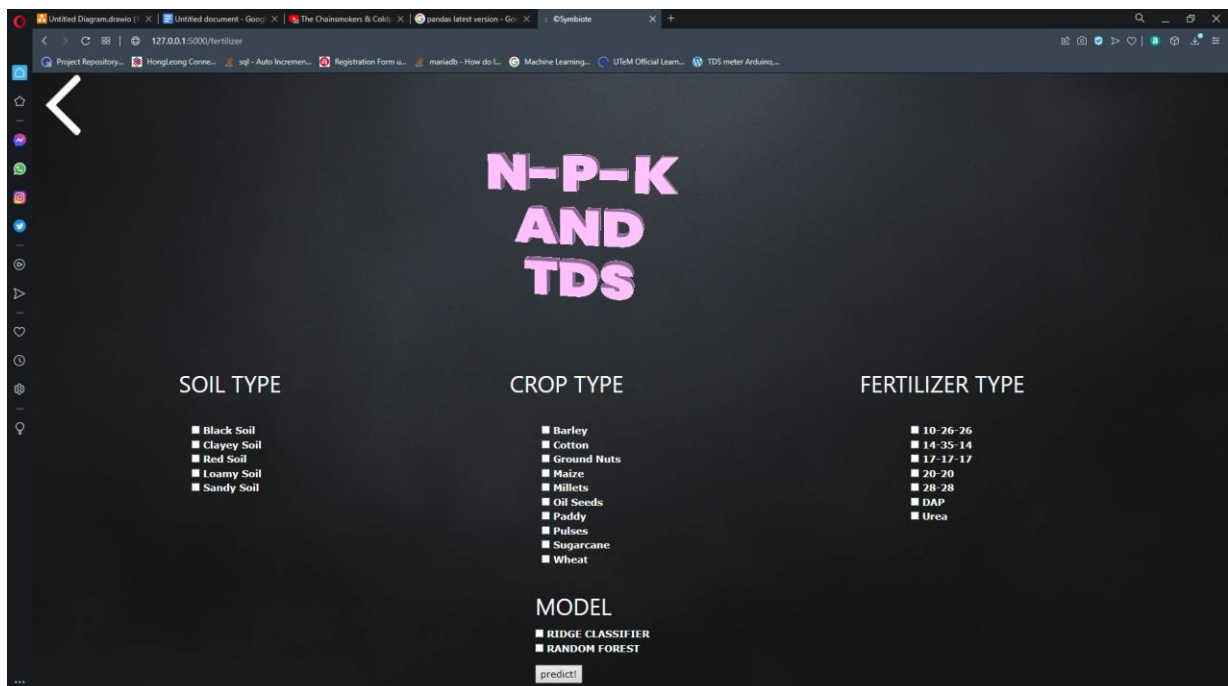 Untitled Diagram.drawio (1
Untitled document - Goog
The Chainsmokers & Coldp
pandas latest version - Goo
©Symbiote
127.0.0.1:5000/fertilizer
Project Repository...
HongLeong Conne...
sql - Auto Incremen...
Registration Form u...
mariadb - How do I...
Machine Learning...
UTeM Official Learn...
TDS meter Arduino,...
N-P-K
AND
TDS
SOIL TYPE
Black Soil
Clayey Soil
Red Soil
Loamy Soil
Sandy Soil
CROP TYPE
Barley
Cotton
Ground Nuts
Maize
Millets
Oil Seeds
Paddy
Pulses
Sugarcane
Wheat
FERTILIZER TYPE
10-26-26
14-35-14
17-17-17
20-20
28-28
DAP
Urea
MODEL
RIDGE CLASSIFIER
RANDOM FOREST
predict!